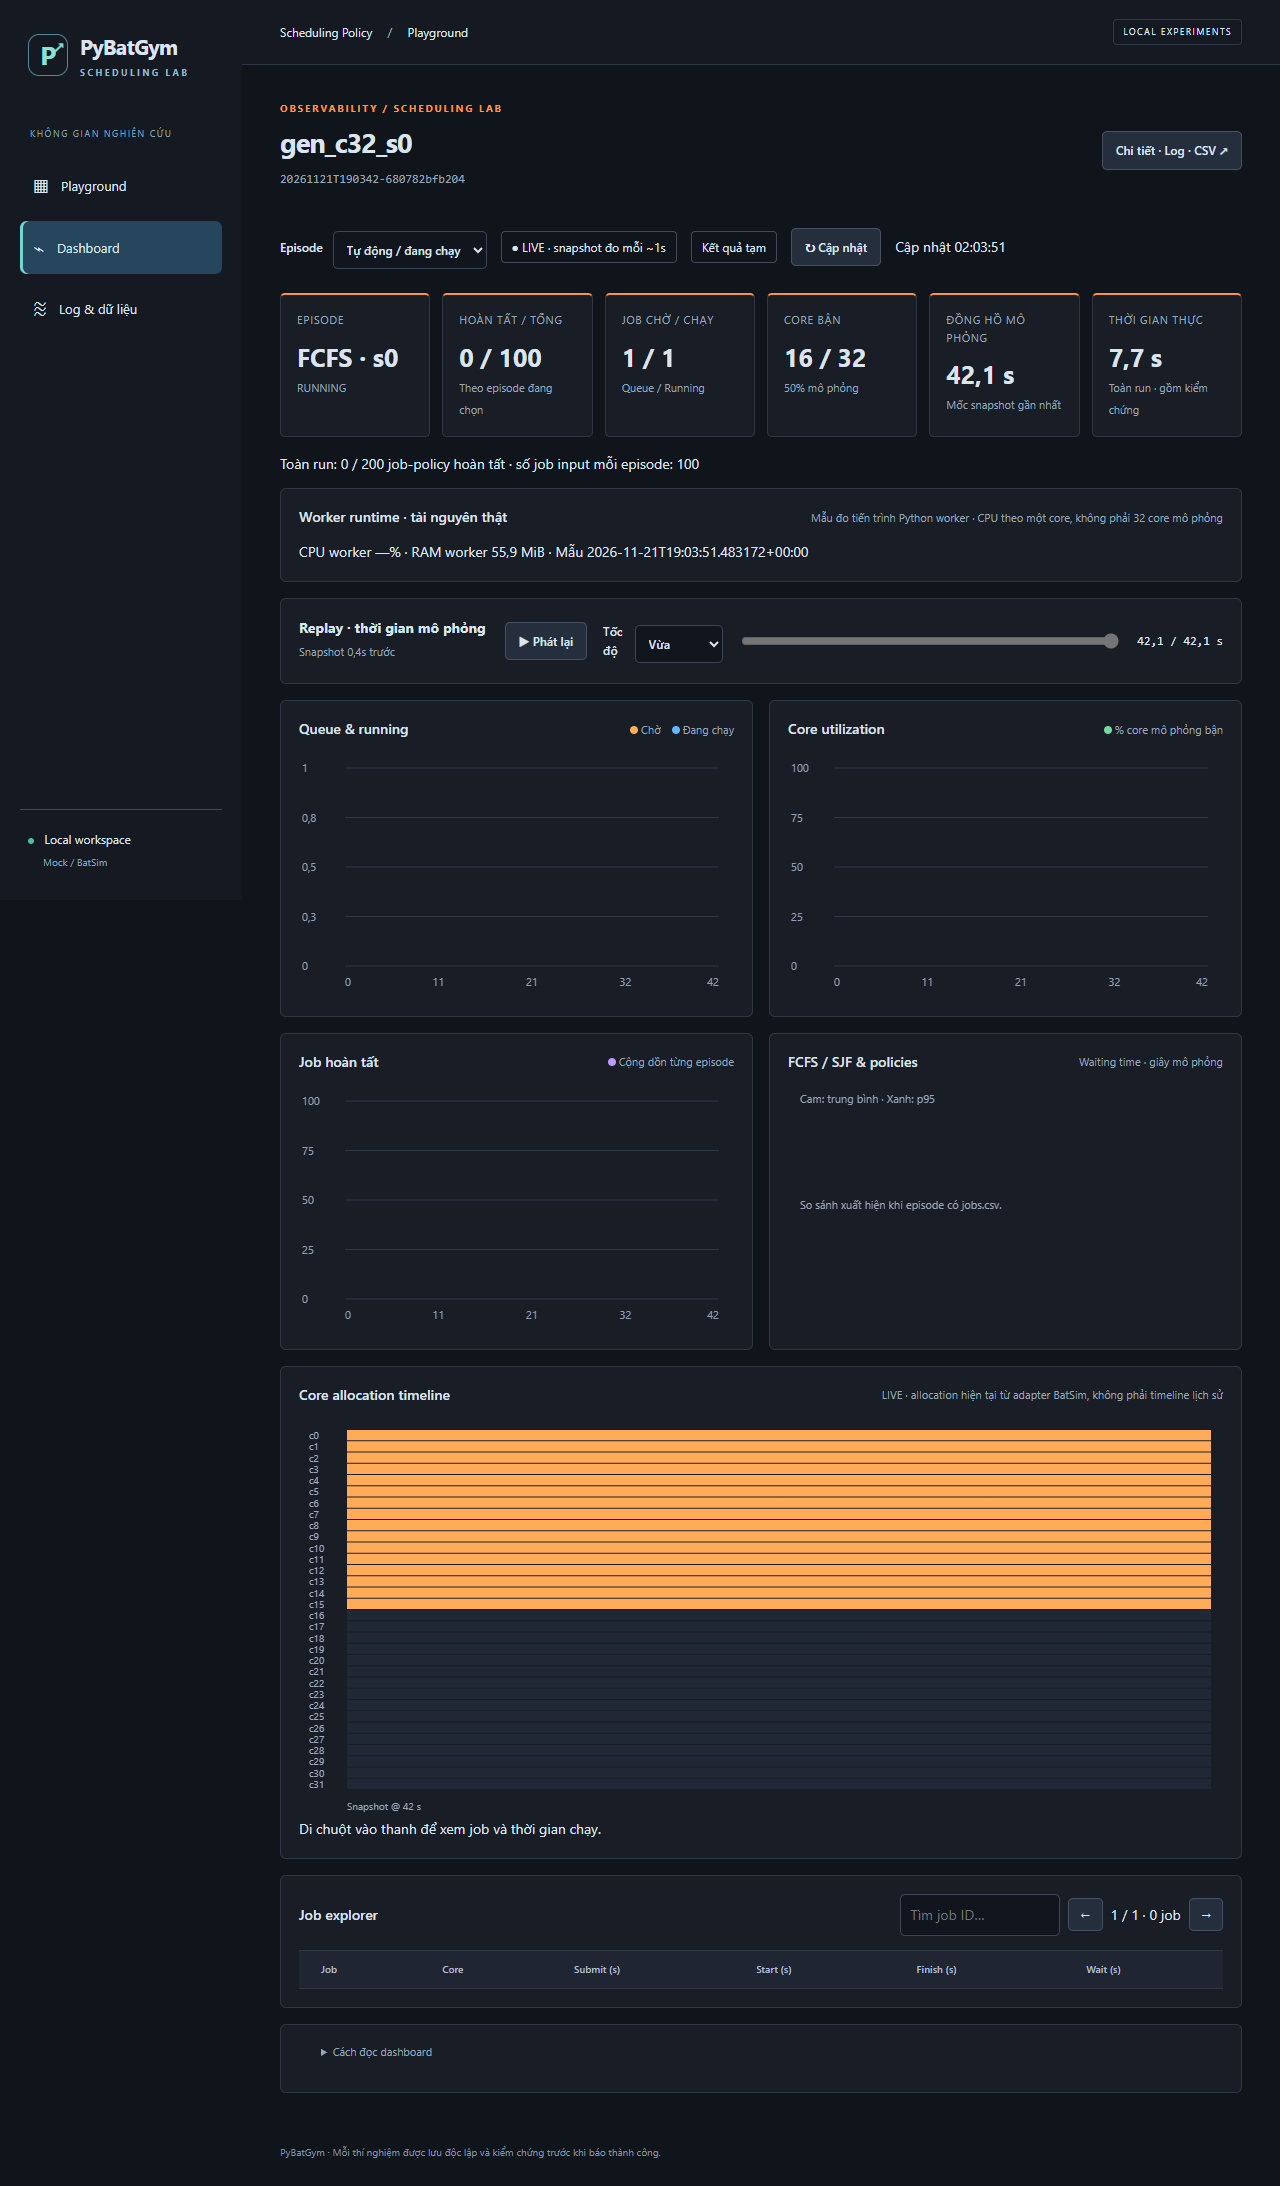 PyBatGym
SCHEDULING LAB
KHÔNG GIAN NGHIÊN CỨU
Playground
Dashboard
Log & dữ liệu
Local workspace
Mock / BatSim
Scheduling Policy / Playground
LOCAL EXPERIMENTS
OBSERVABILITY / SCHEDULING LAB
gen_c32_s0
20261121T190342-680782bfb204
Chi tiết · Log · CSV ↗
Episode
Tự động / đang chạy
● LIVE · snapshot đo mỗi ~1s
Kết quả tạm
↻ Cập nhật
Cập nhật 02:03:51
EPISODE
FCFS · s0
RUNNING
HOÀN TẤT / TỔNG
0 / 100
Theo episode đang
chọn
JOB CHỜ / CHẠY
1 / 1
Queue / Running
CORE BẬN
16 / 32
50% mô phỏng
ĐỒNG HỒ MÔ
PHỎNG
42,1 s
Mốc snapshot gần nhất
THỜI GIAN THỰC
7,7 s
Toàn run · gồm kiểm
chứng
Toàn run: 0 / 200 job-policy hoàn tất · số job input mỗi episode: 100
Worker runtime · tài nguyên thật
Mẫu đo tiến trình Python worker · CPU theo một core, không phải 32 core mô phỏng
CPU worker —% · RAM worker 55,9 MiB · Mẫu 2026-11-21T19:03:51.483172+00:00
Replay · thời gian mô phỏng
Snapshot 0,4s trước
▶ Phát lại
Tốc
độ
Vừa
42,1 / 42,1 s
Queue & running
Chờ
Đang chạy
1
0,8
0,5
0,3
0
0 11 21 32 42
Core utilization
% core mô phỏng bận
100
75
50
25
0
0 11 21 32 42
Job hoàn tất
Cộng dồn từng episode
100
75
50
25
0
0 11 21 32 42
FCFS / SJF & policies
Waiting time · giây mô phỏng
Cam: trung bình · Xanh: p95
So sánh xuất hiện khi episode có jobs.csv.
Core allocation timeline
LIVE · allocation hiện tại từ adapter BatSim, không phải timeline lịch sử
c0
c1
c2
c3
c4
c5
c6
c7
c8
c9
c10
c11
c12
c13
c14
c15
c16
c17
c18
c19
c20
c21
c22
c23
c24
c25
c26
c27
c28
c29
c30
c31
Snapshot @ 42 s
Di chuột vào thanh để xem job và thời gian chạy.
Job explorer
Tìm job ID...
←
1 / 1 · 0 job
→
Job Core Submit (s) Start (s) Finish (s) Wait (s)
▶ Cách đọc dashboard
PyBatGym · Mỗi thí nghiệm được lưu độc lập và kiểm chứng trước khi báo thành công.